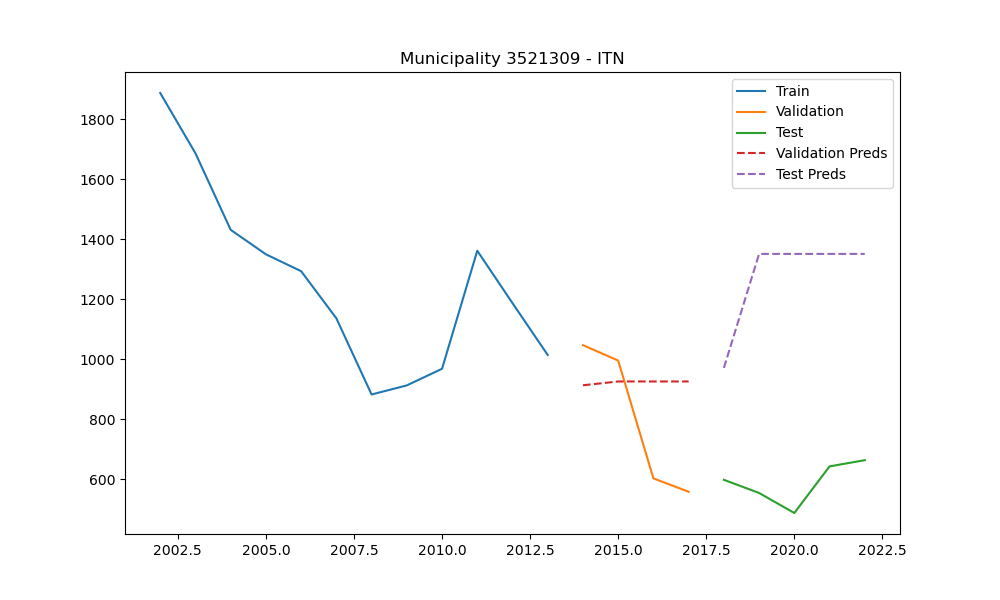 Municipality 3521309 - ITN
Train
Validation
Test
Validation Preds
Test Preds
1800
1600
1400
1200
1000
800
600
2002.5 2005.0 2007.5 2010.0 2012.5 2015.0 2017.5 2020.0 2022.5